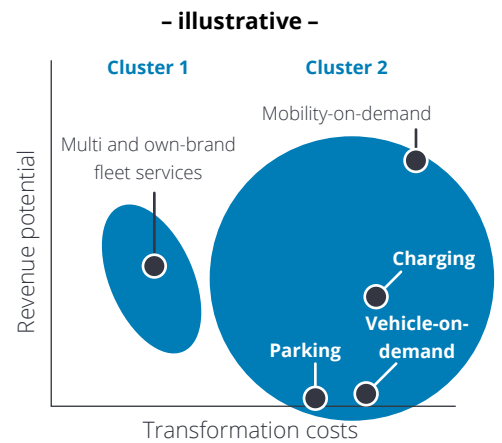 – illustrative –
Cluster 1
Cluster 2
Mobility-on-demand
Multi and own-brand
fleet services
Revenue potential
Charging
Vehicle-on-
demand
Parking
Transformation costs